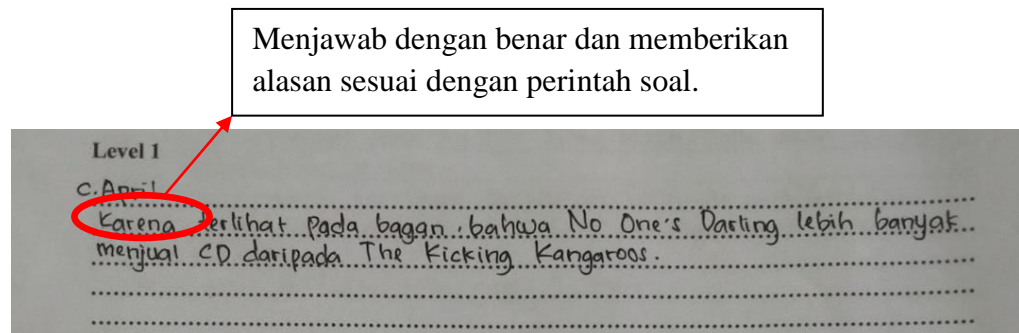 Menjawab dengan benar dan memberikan
alasan sesuai dengan perintah soal.
Level 1
C. April
Karena terlihat pada bagan. bahwa No One's Darling lebih banyak
menjual CD daripada The Kicking Kangaroos.